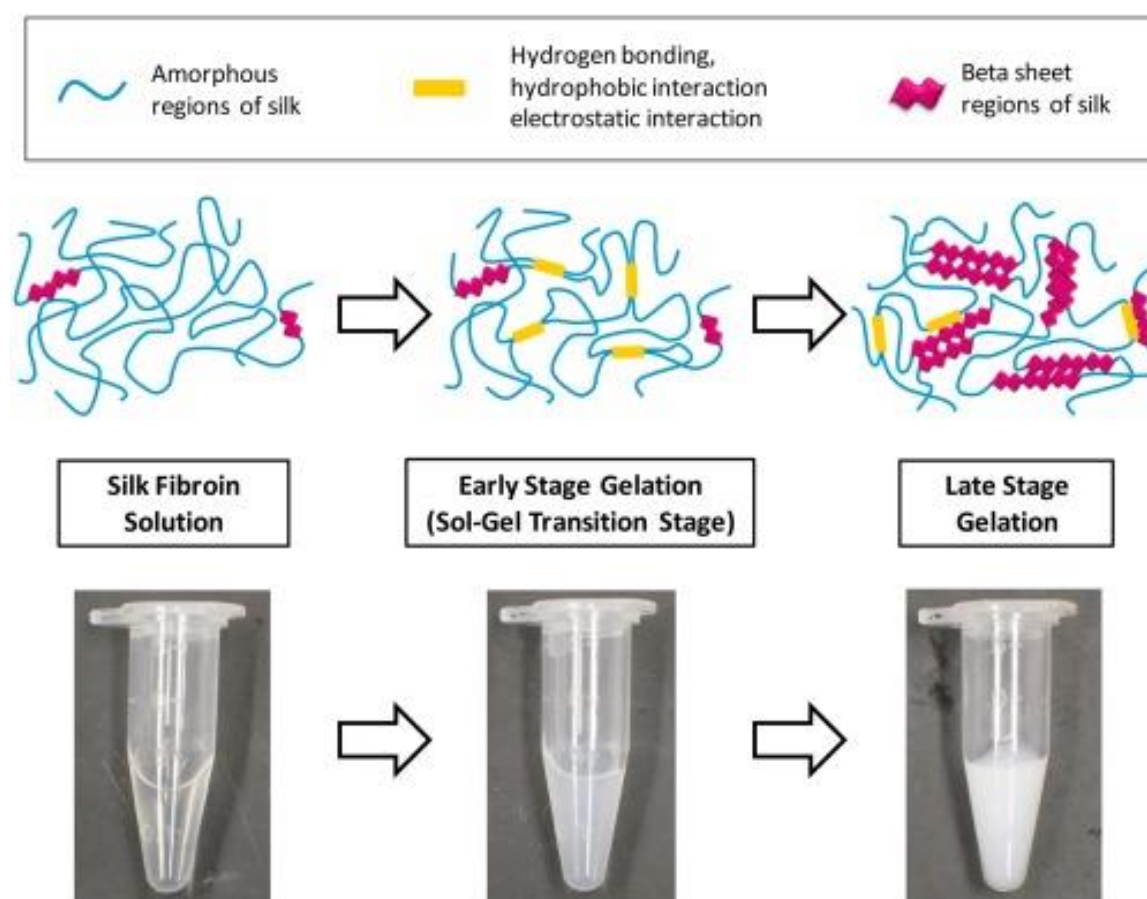 Amorphous
regions of silk
Hydrogen bonding,
hydrophobic interaction
electrostatic interaction
Beta sheet
regions of silk
Silk Fibroin
Solution
Early Stage Gelation
(Sol-Gel Transition Stage)
Late Stage
Gelation